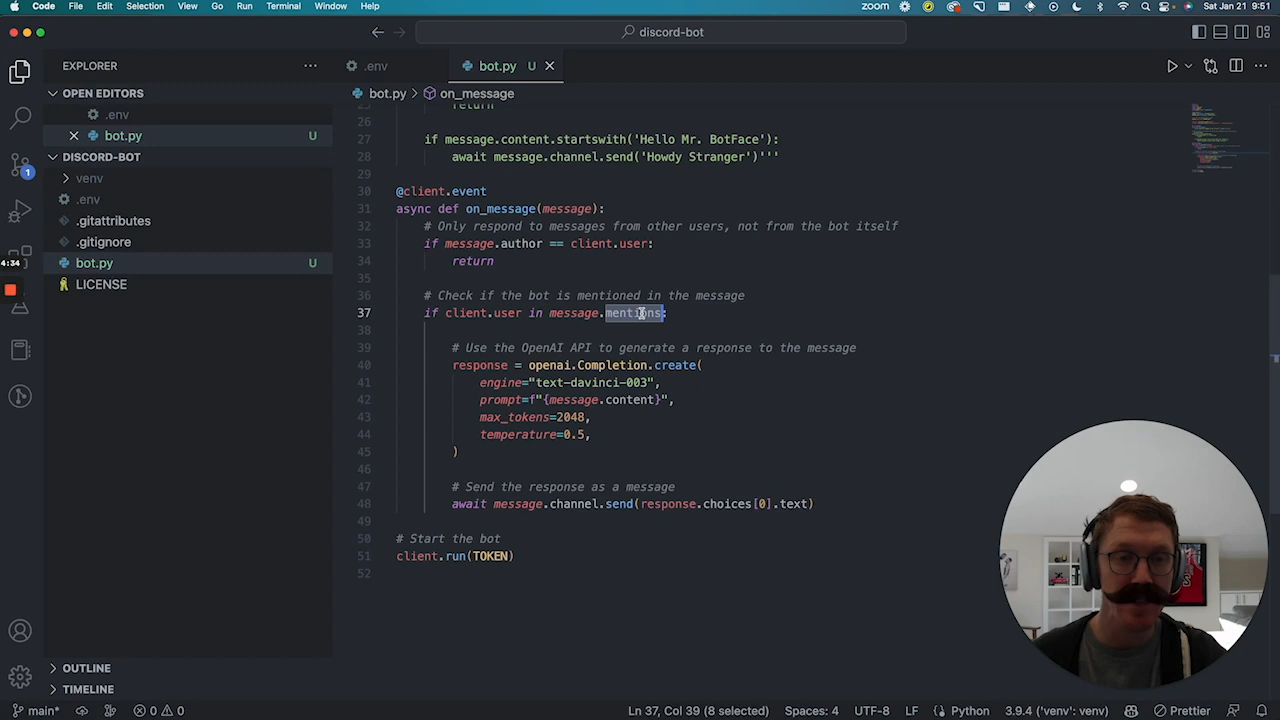 Code File Edit Selection View Go Run Terminal Window Help zoom Sat Jan 21 9:51
discord-bot
EXPLORER
.env
bot.py U
OPEN EDITORS
.env
bot.py U
DISCORD-BOT
venv
.env
.gitattributes
.gitignore
bot.py U
LICENSE
OUTLINE
TIMELINE
1
4:34
bot.py > on_message
return
26
27 if message.content.startswith('Hello Mr. BotFace'):
28 await message.channel.send('Howdy Stranger')'''
29
30 @client.event
31 async def on_message(message):
32 # Only respond to messages from other users, not from the bot itself
33 if message.author == client.user:
34 return
35
36 # Check if the bot is mentioned in the message
37 if client.user in message.mentions:
38
39 # Use the OpenAI API to generate a response to the message
40 response = openai.Completion.create(
41 engine="text-davinci-003",
42 prompt=f"{message.content}",
43 max_tokens=2048,
44 temperature=0.5,
45 )
46
47 # Send the response as a message
48 await message.channel.send(response.choices[0].text)
49
50 # Start the bot
51 client.run(TOKEN)
52
main* 0 0 Ln 37, Col 39 (8 selected) Spaces: 4 UTF-8 LF Python 3.9.4 ('venv': venv) Prettier